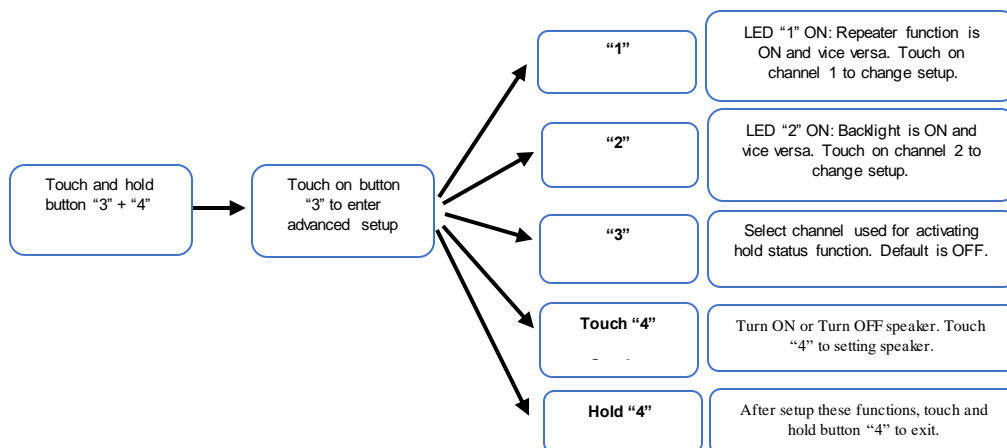 Touch and hold
button “3” + “4”
Touch on button
“3” to enter
advanced setup
“1”
LED “1” ON: Repeater function is
ON and vice versa. Touch on
channel 1 to change setup.
“2”
LED “2” ON: Backlight is ON and
vice versa. Touch on channel 2 to
change setup.
“3”
Select channel used for activating
hold status function. Default is OFF.
Touch “4”
Turn ON or Turn OFF speaker. Touch
“4” to setting speaker.
Hold “4”
After setup these functions, touch and
hold button “4” to exit.